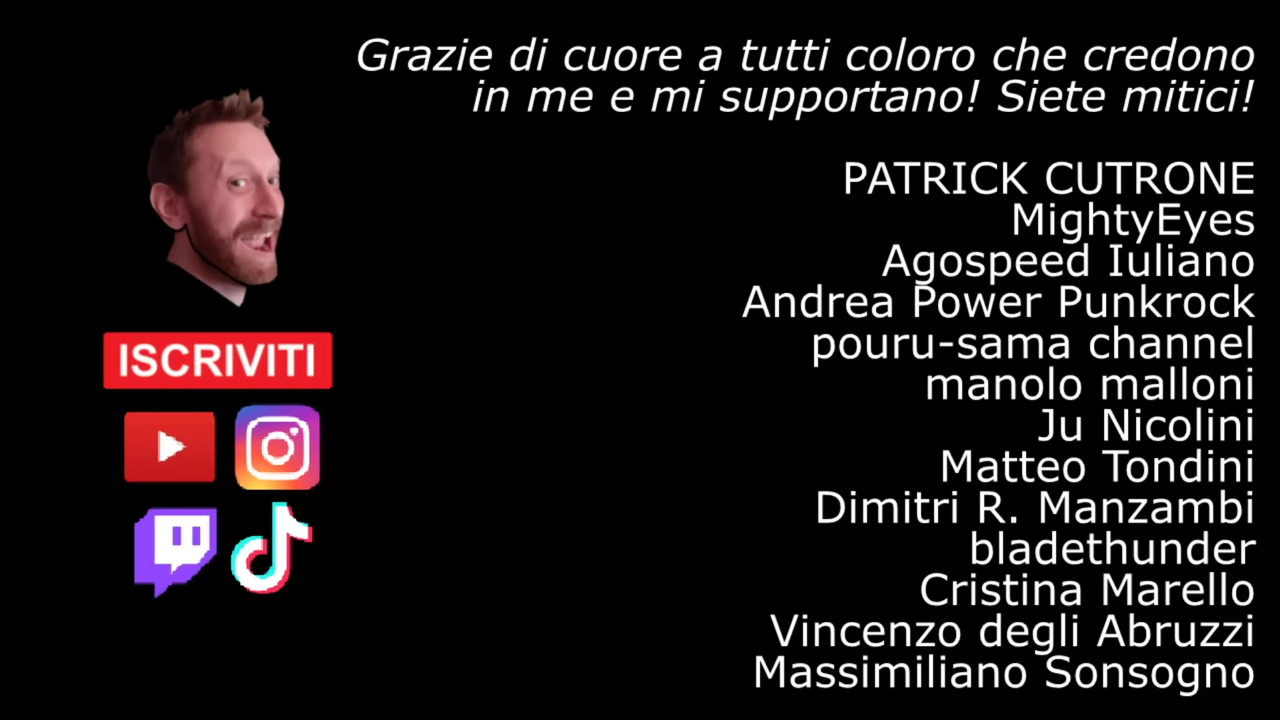 Grazie di cuore a tutti coloro che credono
in me e mi supportano! Siete mitici!
PATRICK CUTRONE
MightyEyes
Agospeed Iuliano
Andrea Power Punkrock
pouru-sama channel
manolo malloni
Ju Nicolini
Matteo Tondini
Dimitri R. Manzambi
bladethunder
Cristina Marello
Vincenzo degli Abruzzi
Massimiliano Sonsogno
ISCRIVITI